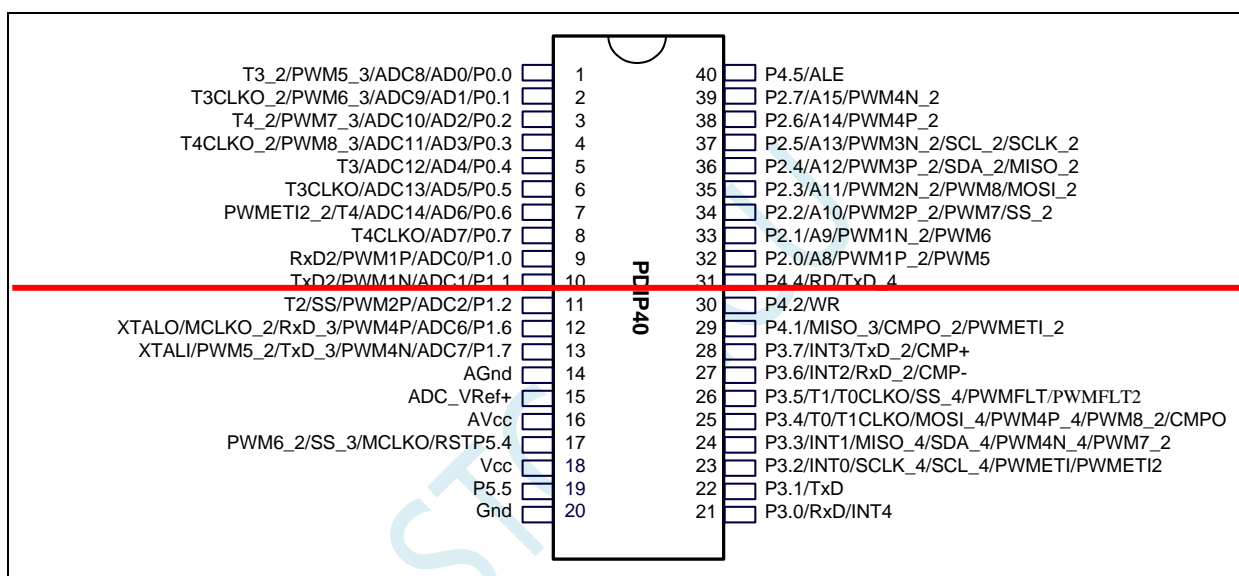 T3_2/PWM5_3/ADC8/AD0/P0.0 1 40 P4.5/ALE
T3CLKO_2/PWM6_3/ADC9/AD1/P0.1 2 39 P2.7/A15/PWM4N_2
T4_2/PWM7_3/ADC10/AD2/P0.2 3 38 P2.6/A14/PWM4P_2
T4CLKO_2/PWM8_3/ADC11/AD3/P0.3 4 37 P2.5/A13/PWM3N_2/SCL_2/SCLK_2
T3/ADC12/AD4/P0.4 5 36 P2.4/A12/PWM3P_2/SDA_2/MISO_2
T3CLKO/ADC13/AD5/P0.5 6 35 P2.3/A11/PWM2N_2/PWM8/MOSI_2
PWMETI2_2/T4/ADC14/AD6/P0.6 7 34 P2.2/A10/PWM2P_2/PWM7/SS_2
T4CLKO/AD7/P0.7 8 33 P2.1/A9/PWM1N_2/PWM6
RxD2/PWM1P/ADC0/P1.0 9 32 P2.0/A8/PWM1P_2/PWM5
TxD2/PWM1N/ADC1/P1.1 10 31 P4.4/RD/TxD_4
PDIP40
T2/SS/PWM2P/ADC2/P1.2 11 30 P4.2/WR
XTALO/MCLKO_2/RxD_3/PWM4P/ADC6/P1.6 12 29 P4.1/MISO_3/CMPO_2/PWMETI_2
XTALI/PWM5_2/TxD_3/PWM4N/ADC7/P1.7 13 28 P3.7/INT3/TxD_2/CMP+
AGnd 14 27 P3.6/INT2/RxD_2/CMP-
ADC_VRef+ 15 26 P3.5/T1/T0CLKO/SS_4/PWMFLT/PWMFLT2
AVcc 16 25 P3.4/T0/T1CLKO/MOSI_4/PWM4P_4/PWM8_2/CMPO
PWM6_2/SS_3/MCLKO/RSTP5.4 17 24 P3.3/INT1/MISO_4/SDA_4/PWM4N_4/PWM7_2
Vcc 18 23 P3.2/INT0/SCLK_4/SCL_4/PWMETI/PWMETI2
P5.5 19 22 P3.1/TxD
Gnd 20 21 P3.0/RxD/INT4